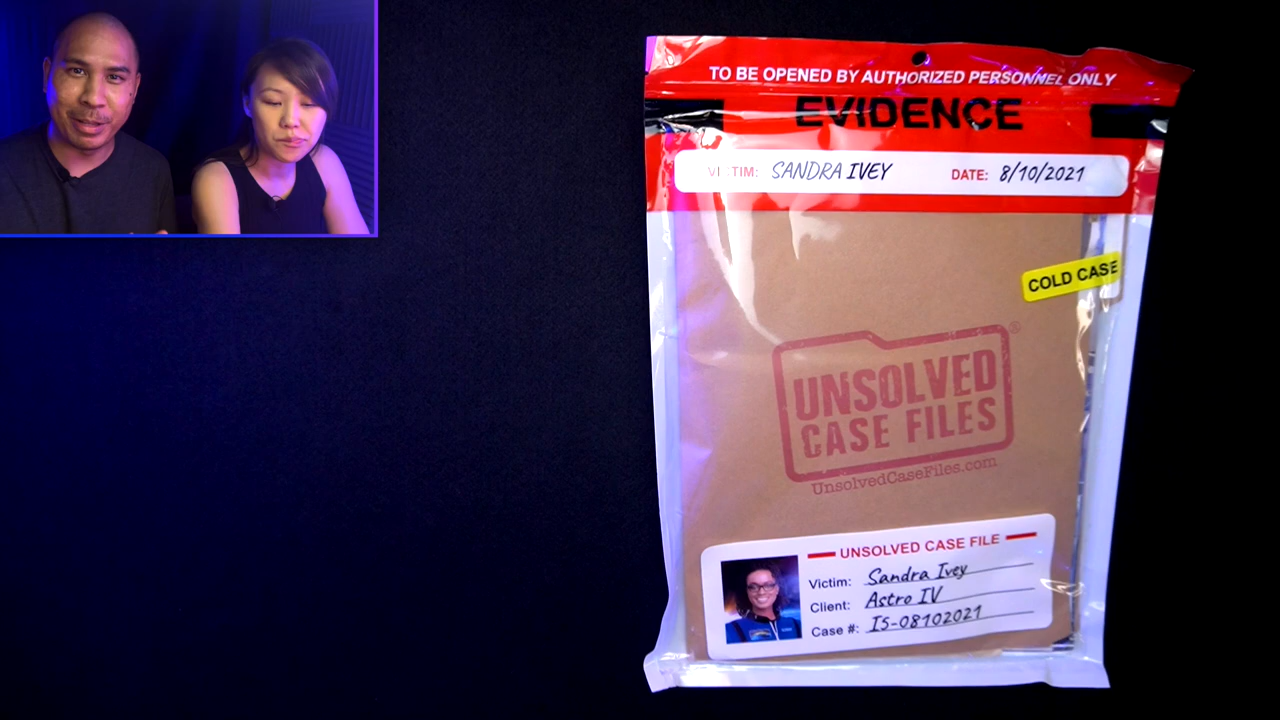 TO BE OPENED BY AUTHORIZED PERSONNEL ONLY
EVIDENCE
VICTIM: SANDRA IVEY DATE: 8/10/2021
COLD CASE
UNSOLVED
CASE FILES®
UnsolvedCaseFiles.com
UNSOLVED CASE FILE
Victim: Sandra Ivey
Client: Astro IV
Case #: IS-08102021